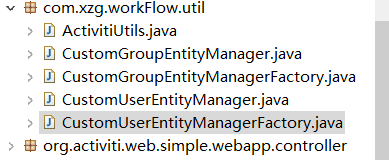 com.xzg.workFlow.util
ActivitiUtils.java
CustomGroupEntityManager.java
CustomGroupEntityManagerFactory.java
CustomUserEntityManager.java
CustomUserEntityManagerFactory.java
org.activiti.web.simple.webapp.controller